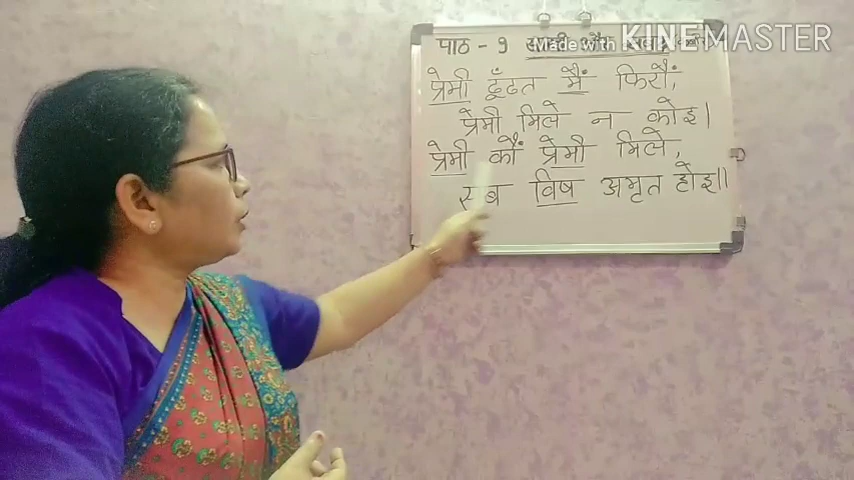 पाठ - 9
Made with KINEMASTER
प्रेमी ढूँढत मैं फिरौं,
प्रेमी मिले न कोइ।
प्रेमी कौं प्रेमी मिले,
सब विष अमृत होइ॥